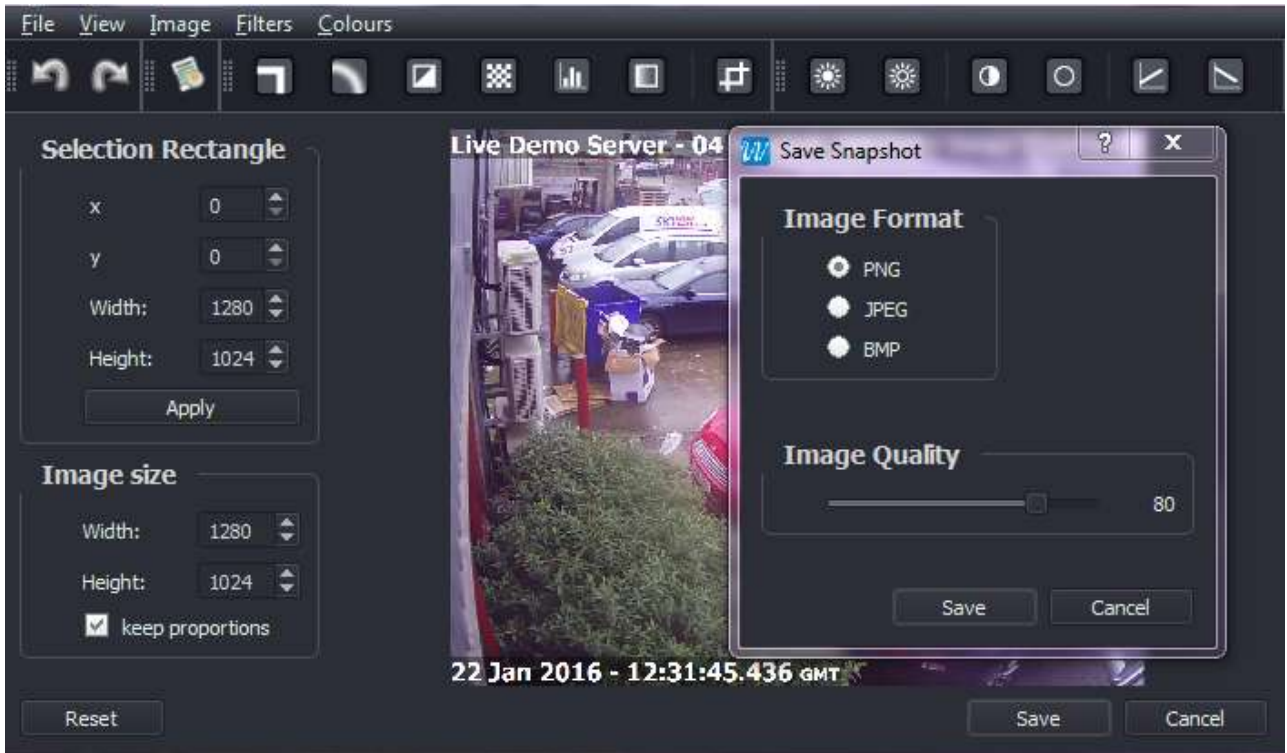 File View Image Filters Colours
Selection Rectangle
x 0
y 0
Width: 1280
Height: 1024
Apply
Image size
Width: 1280
Height: 1024
keep proportions
Reset
Live Demo Server - 04
22 Jan 2016 - 12:31:45.436 GMT
Save Snapshot
Image Format
PNG
JPEG
BMP
Image Quality
80
Save Cancel
Save Cancel